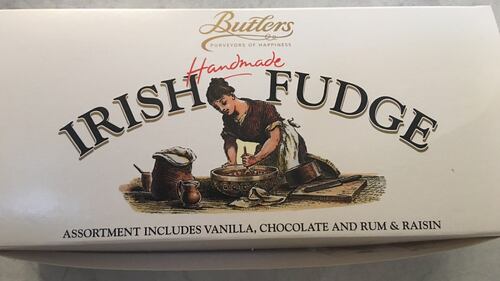 Butlers
PURVEYORS OF HAPPINESS
Handmade
IRISH FUDGE
ASSORTMENT INCLUDES VANILLA, CHOCOLATE AND RUM & RAISIN